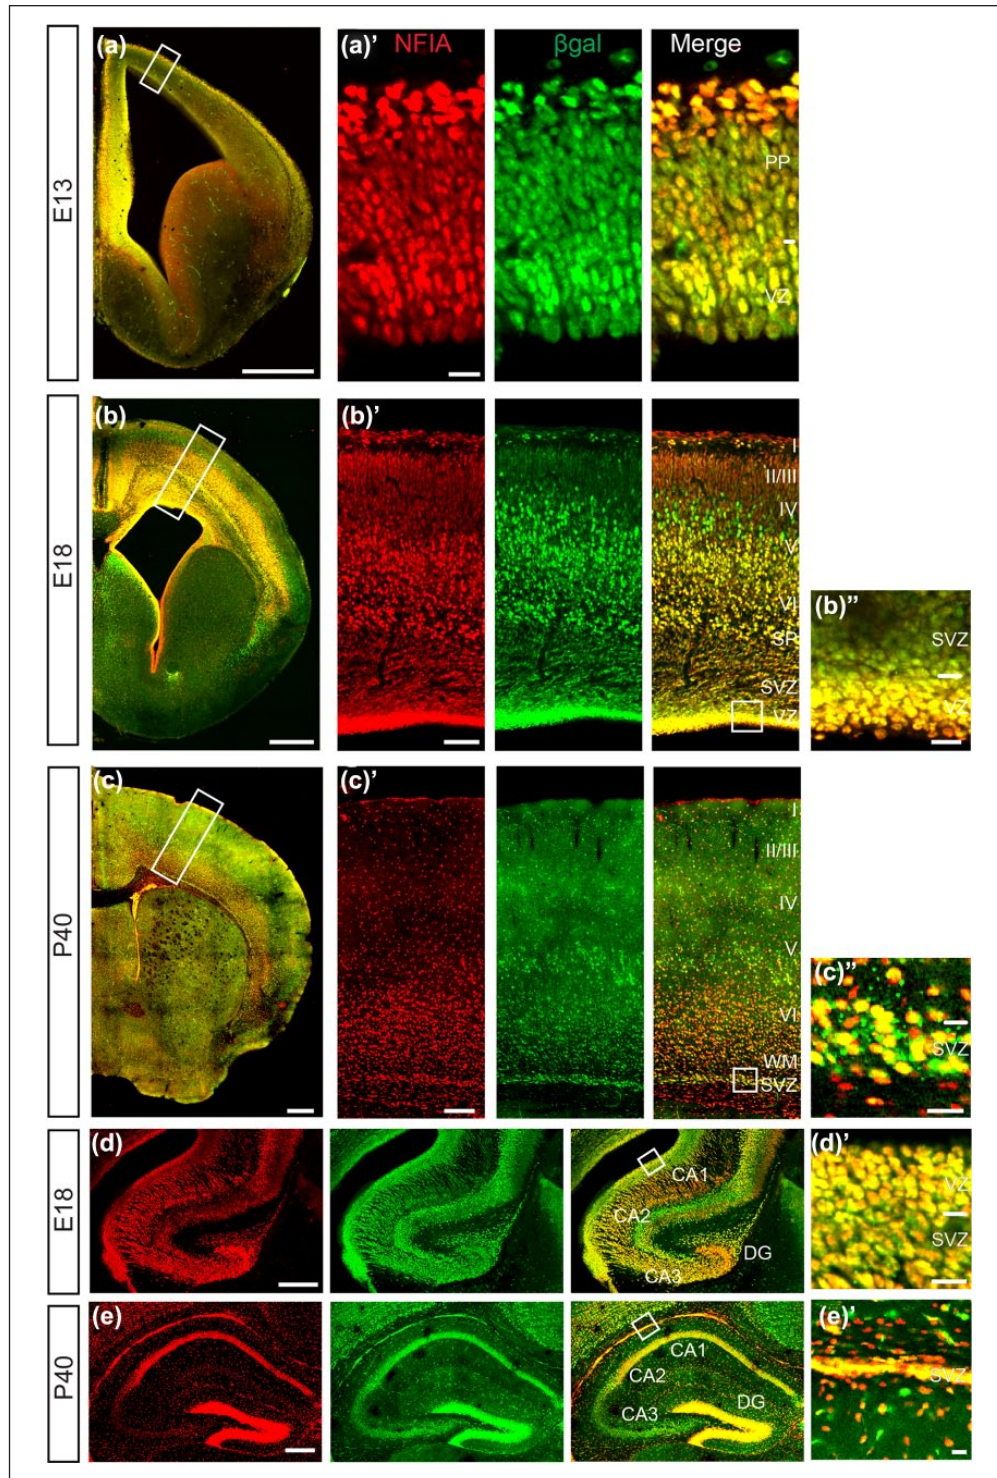 E13
(a)
(a)' NFIA βgal Merge
PP
VZ
E18
(b)
(b)'
I
II/III
IV
V
VI
SP
SVZ
VZ
(b)''
SVZ
VZ
P40
(c)
(c)'
I
II/III
IV
V
VI
WM
SVZ
(c)''
SVZ
E18
(d)
CA1
CA2
CA3
DG
(d)'
VZ
SVZ
P40
(e)
CA1
CA2
CA3
DG
(e)'
SVZ